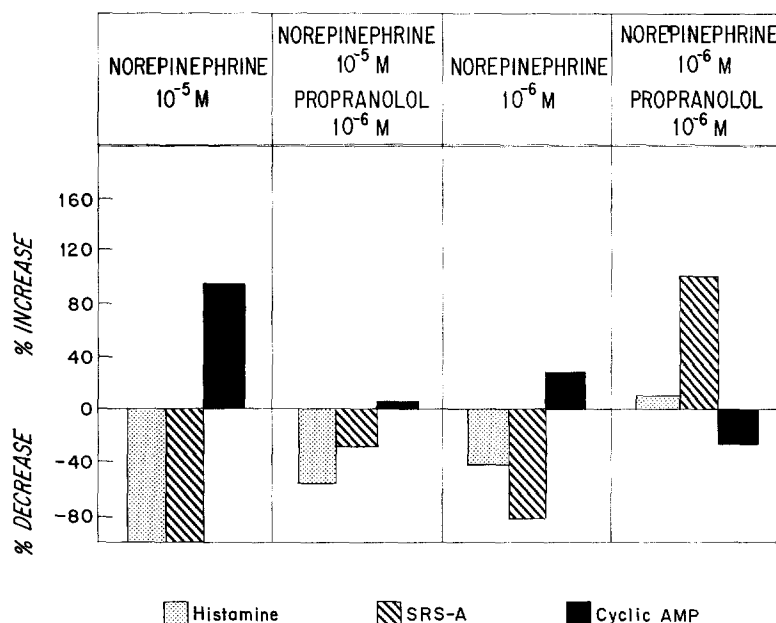 NOREPINEPHRINE
10⁻⁵ M
NOREPINEPHRINE
10⁻⁵ M
PROPRANOLOL
10⁻⁶ M
NOREPINEPHRINE
10⁻⁶ M
NOREPINEPHRINE
10⁻⁶ M
PROPRANOLOL
10⁻⁶ M
% INCREASE
% DECREASE
160
120
80
40
0
-40
-80
Histamine
SRS-A
Cyclic AMP